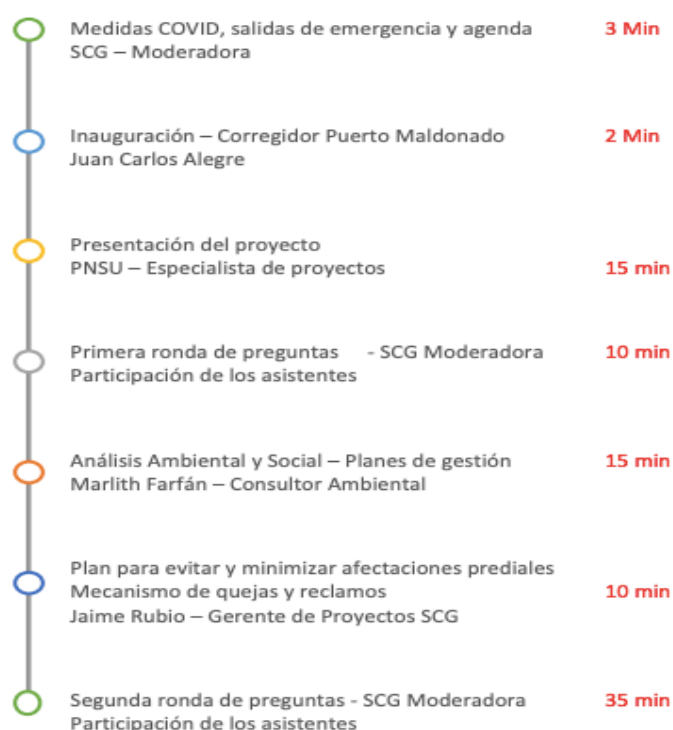 Medidas COVID, salidas de emergencia y agenda 3 Min
SCG – Moderadora
Inauguración – Corregidor Puerto Maldonado 2 Min
Juan Carlos Alegre
Presentación del proyecto
PNSU – Especialista de proyectos 15 min
Primera ronda de preguntas - SCG Moderadora 10 min
Participación de los asistentes
Análisis Ambiental y Social – Planes de gestión 15 min
Marlith Farfán – Consultor Ambiental
Plan para evitar y minimizar afectaciones prediales
Mecanismo de quejas y reclamos 10 min
Jaime Rubio – Gerente de Proyectos SCG
Segunda ronda de preguntas - SCG Moderadora 35 min
Participación de los asistentes